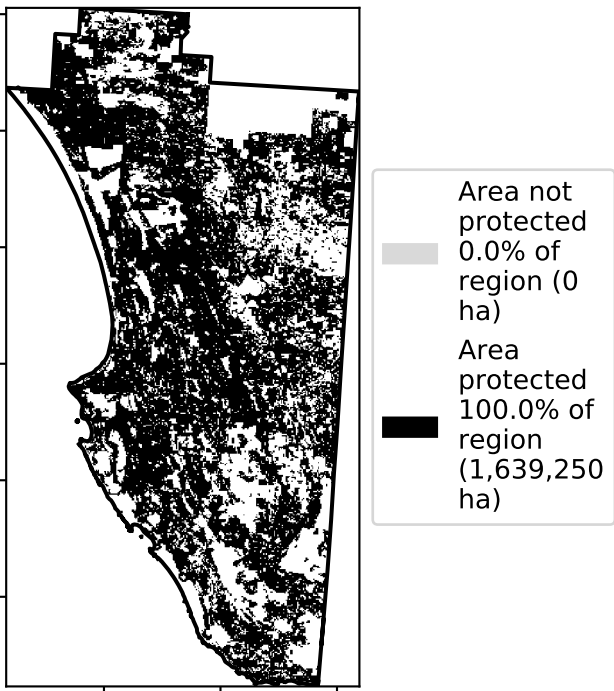 Area not
protected
0.0% of
region (0
ha)
Area
protected
100.0% of
region
(1,639,250
ha)